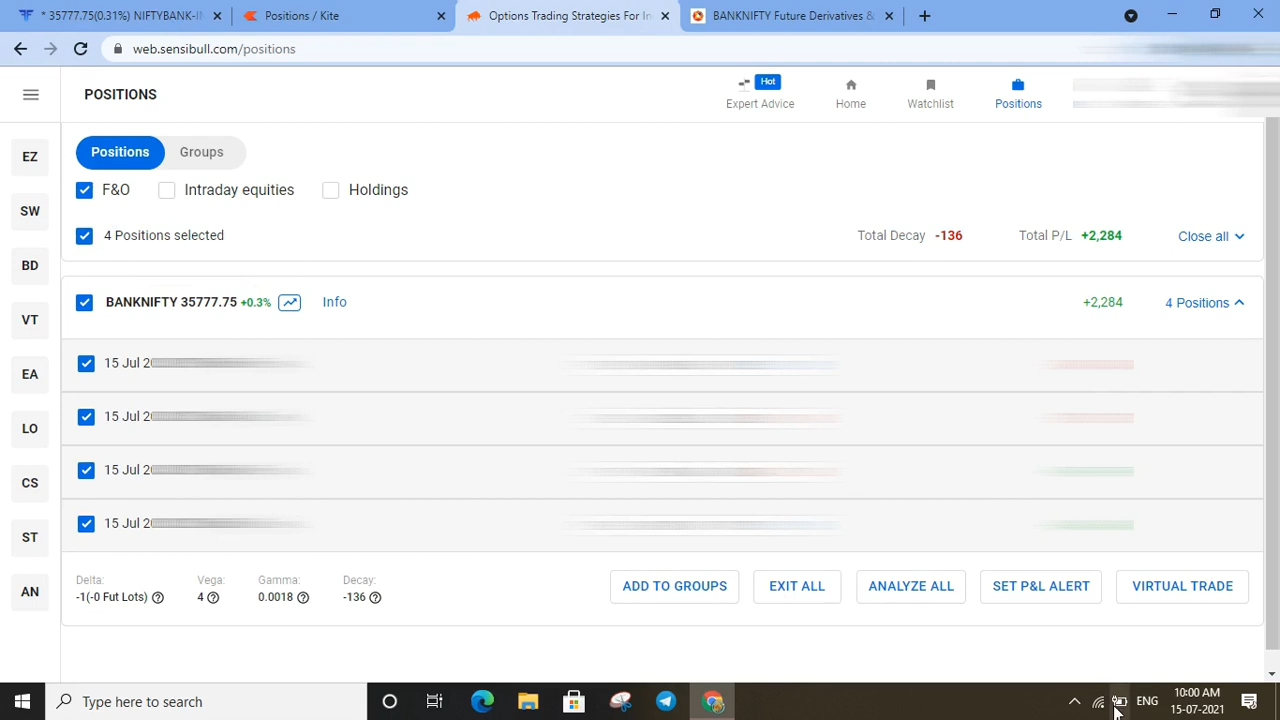 * 35777.75(0.31%) NIFTYBANK-I
Positions / Kite
Options Trading Strategies For In
BANKNIFTY Future Derivatives &
web.sensibull.com/positions
POSITIONS
Hot
Expert Advice
Home
Watchlist
Positions
EZ
SW
BD
VT
EA
LO
CS
ST
AN
Positions
Groups
F&O
Intraday equities
Holdings
4 Positions selected
Total Decay -136
Total P/L +2,284
Close all
BANKNIFTY 35777.75 +0.3%
Info
+2,284
4 Positions
15 Jul 2
15 Jul 2
15 Jul 2
15 Jul 2
Delta:
-1(-0 Fut Lots)
Vega:
4
Gamma:
0.0018
Decay:
-136
ADD TO GROUPS
EXIT ALL
ANALYZE ALL
SET P&L ALERT
VIRTUAL TRADE
Type here to search
ENG
10:00 AM
15-07-2021